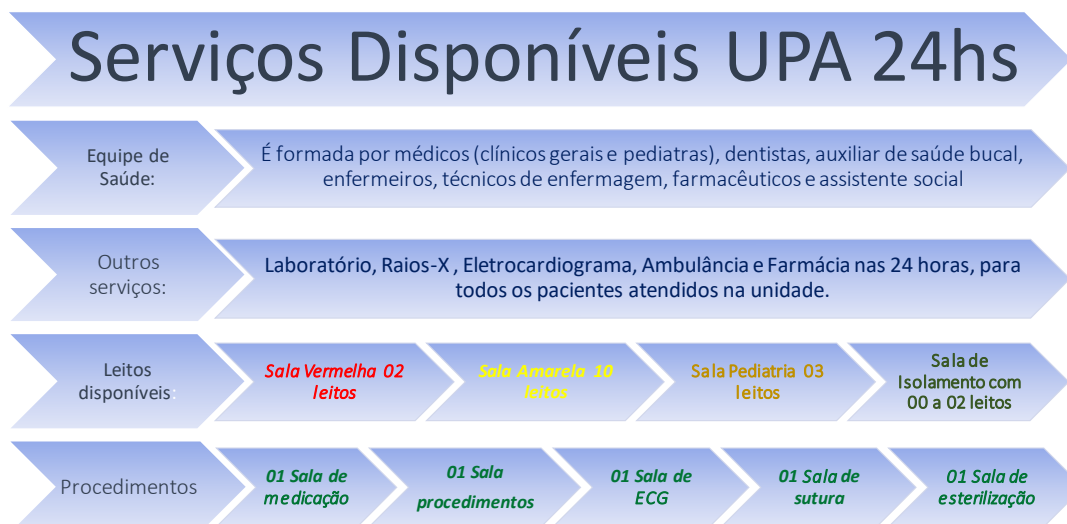 Serviços Disponíveis UPA 24hs
Equipe de
Saúde:
É formada por médicos (clínicos gerais e pediatras), dentistas, auxiliar de saúde bucal,
enfermeiros, técnicos de enfermagem, farmacêuticos e assistente social
Outros
serviços:
Laboratório, Raios-X , Eletrocardiograma, Ambulância e Farmácia nas 24 horas, para
todos os pacientes atendidos na unidade.
Leitos
disponíveis:
Sala Vermelha 02
leitos
Sala Amarela 10
leitos
Sala Pediatria 03
leitos
Sala de
Isolamento com
00 a 02 leitos
Procedimentos
01 Sala de
medicação
01 Sala
procedimentos
01 Sala de
ECG
01 Sala de
sutura
01 Sala de
esterilização